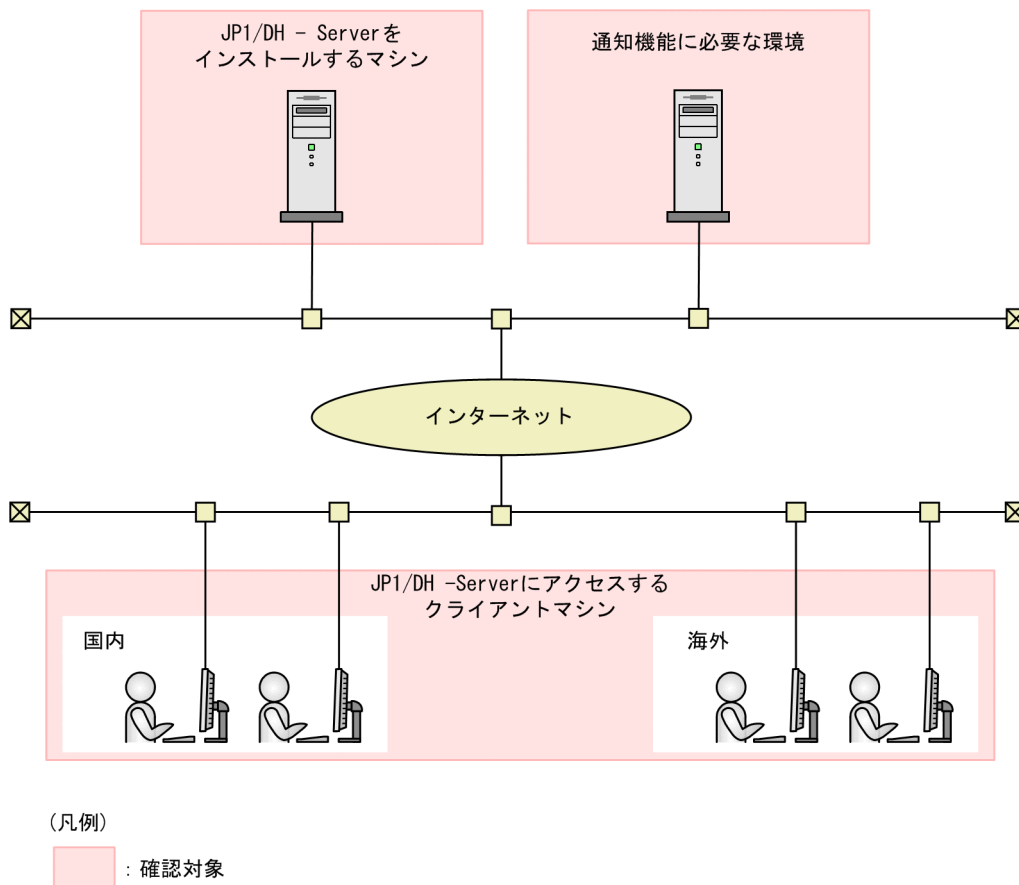 JP1/DH - Serverを
インストールするマシン
通知機能に必要な環境
インターネット
JP1/DH -Serverにアクセスする
クライアントマシン
国内
海外
(凡例)
: 確認対象